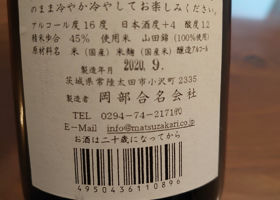 のまま冷やか冷やしてお楽しみください。
アルコール度16度 日本酒度+4 酸度12
精米歩合 45% 使用米 山田錦(100%使用)
原材料名 米(国産)米麹(国産)醸造アルコール
製造年月 2020.9.
茨城県常陸太田市小沢町2335
製造者 岡部合名会社
TEL 0294-74-2171㈹
E-Mail info@matsuzakari.co.jp
お酒は二十歳になってから
4950436110896